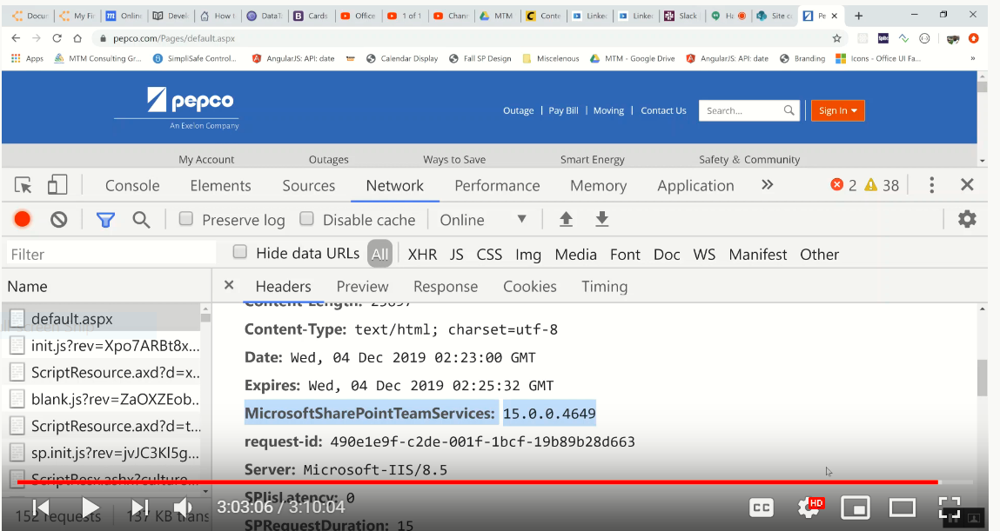 Docur My Fir Onlin Devel How t DataT Cards Office 1 of 1 Chanr MTM Conte Linkec Linkec Slack Ha Site co Pe
pepco.com/Pages/default.aspx
Apps MTM Consulting Gr... SimpliSafe Control... AngularJS: API: date Calendar Display Fall SP Design Miscelenous MTM - Google Drive AngularJS: API: date Branding Icons - Office UI Fa... »
pepco
An Exelon Company
Outage | Pay Bill | Moving | Contact Us Search... Sign In
My Account Outages Ways to Save Smart Energy Safety & Community
Console Elements Sources Network Performance Memory Application » 2 38
Preserve log Disable cache Online
Filter Hide data URLs All XHR JS CSS Img Media Font Doc WS Manifest Other
Name Headers Preview Response Cookies Timing
default.aspx
init.js?rev=Xpo7ARBt8x...
ScriptResource.axd?d=x...
blank.js?rev=ZaOXZEob...
ScriptResource.axd?d=t...
sp.init.js?rev=jvJC3Kl5g...
ScriptResx.ashx?culture...
152 requests 137 KB trans
Content-Length: 25697
Content-Type: text/html; charset=utf-8
Date: Wed, 04 Dec 2019 02:23:00 GMT
Expires: Wed, 04 Dec 2019 02:25:32 GMT
MicrosoftSharePointTeamServices: 15.0.0.4649
request-id: 490e1e9f-c2de-001f-1bcf-19b89b28d663
Server: Microsoft-IIS/8.5
SPIisLatency: 0
SPRequestDuration: 15
3:03:06 / 3:10:04 CC HD